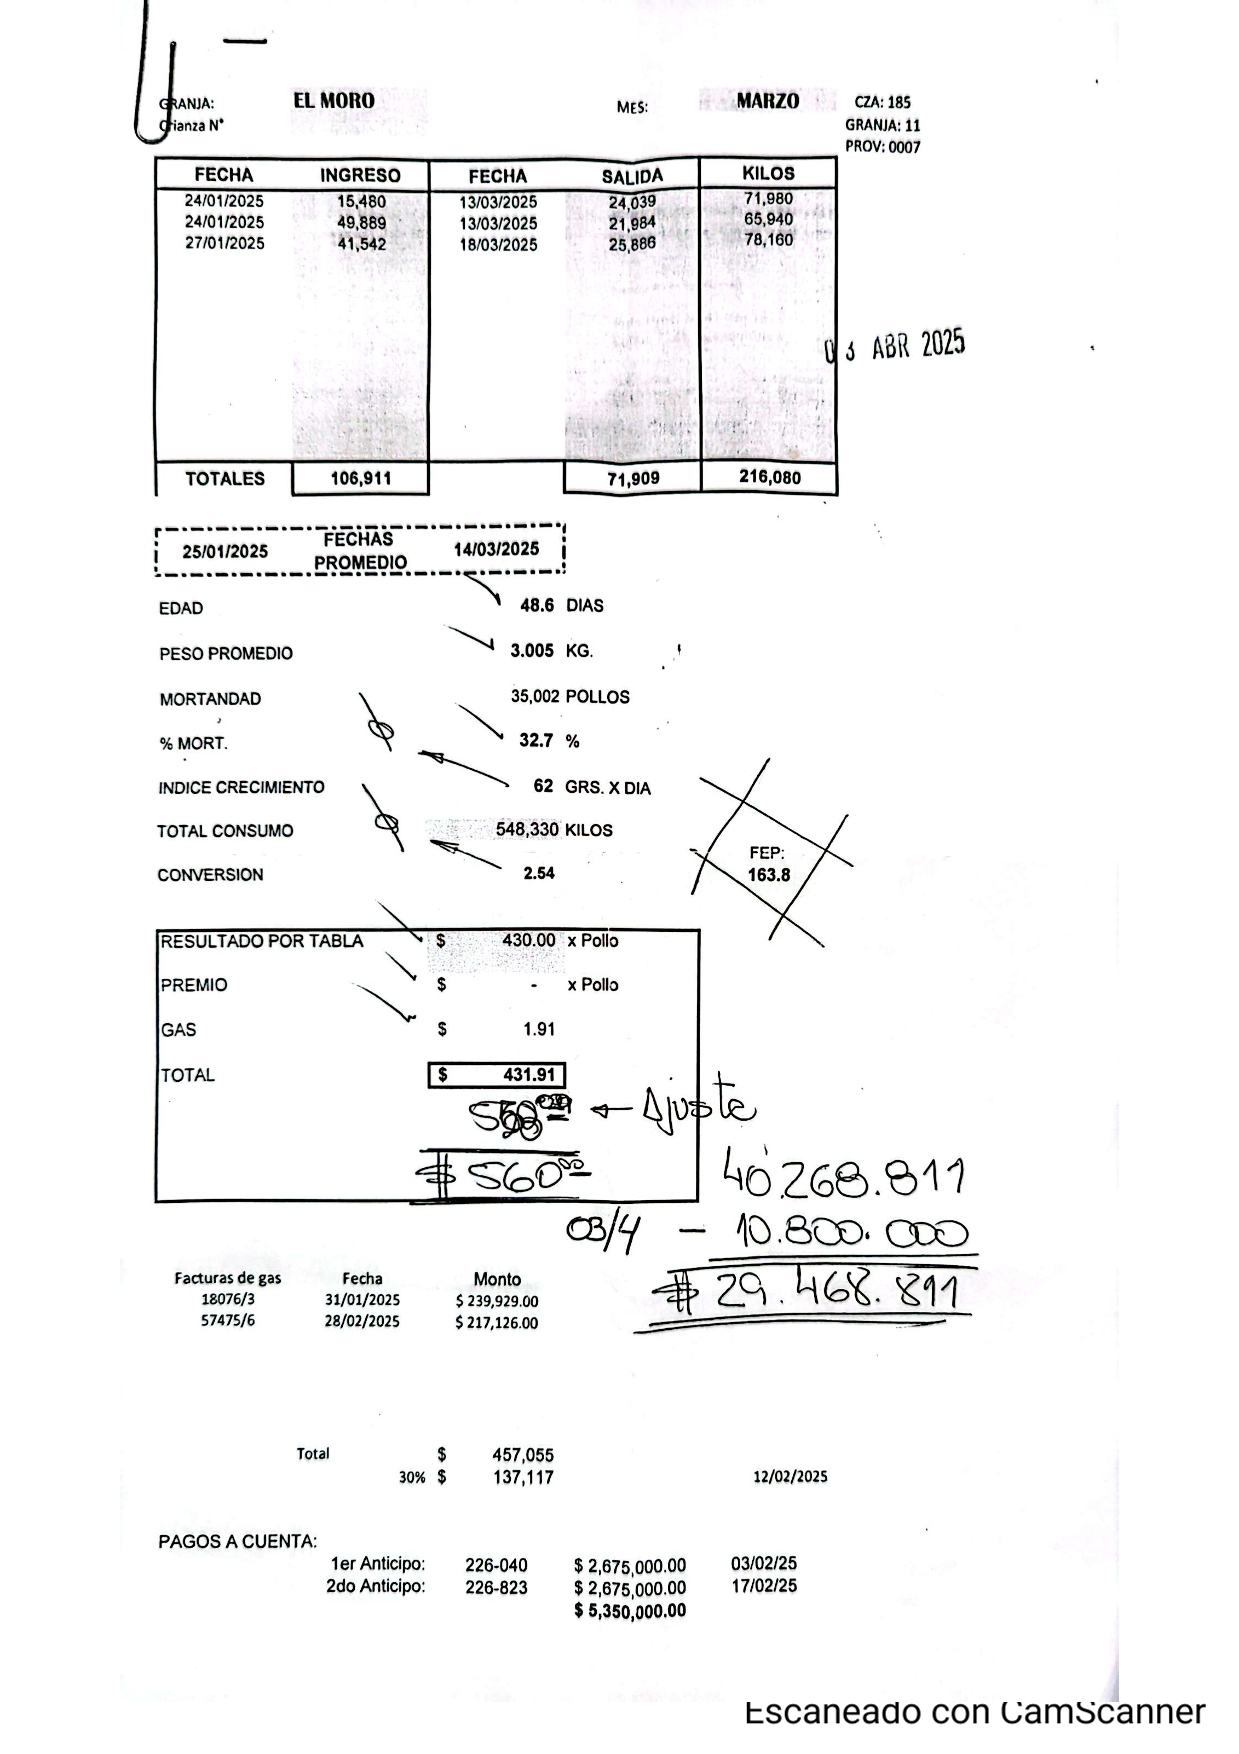 GRANJA: EL MORO MES: MARZO CZA: 185
Crianza N° GRANJA: 11
PROV: 0007
FECHA INGRESO FECHA SALIDA KILOS
24/01/2025 15,480 13/03/2025 24,039 71,980
24/01/2025 49,889 13/03/2025 21,984 65,940
27/01/2025 41,542 18/03/2025 25,886 78,160
03 ABR 2025
TOTALES 106,911 71,909 216,080
25/01/2025 FECHAS PROMEDIO 14/03/2025
EDAD 48.6 DIAS
PESO PROMEDIO 3.005 KG.
MORTANDAD 35,002 POLLOS
% MORT. 32.7 %
INDICE CRECIMIENTO 62 GRS. X DIA
TOTAL CONSUMO 548,330 KILOS
CONVERSION 2.54
FEP:
163.8
RESULTADO POR TABLA $ 430.00 x Pollo
PREMIO $ - x Pollo
GAS $ 1.91
TOTAL $ 431.91
← Ajuste
$ 560.00
40.268.811
03/4 - 10.800.000
$ 29.468.811
Facturas de gas Fecha Monto
18076/3 31/01/2025 $ 239,929.00
57475/6 28/02/2025 $ 217,126.00
Total $ 457,055
30% $ 137,117 12/02/2025
PAGOS A CUENTA:
1er Anticipo: 226-040 $ 2,675,000.00 03/02/25
2do Anticipo: 226-823 $ 2,675,000.00 17/02/25
$ 5,350,000.00
Escaneado con CamScanner